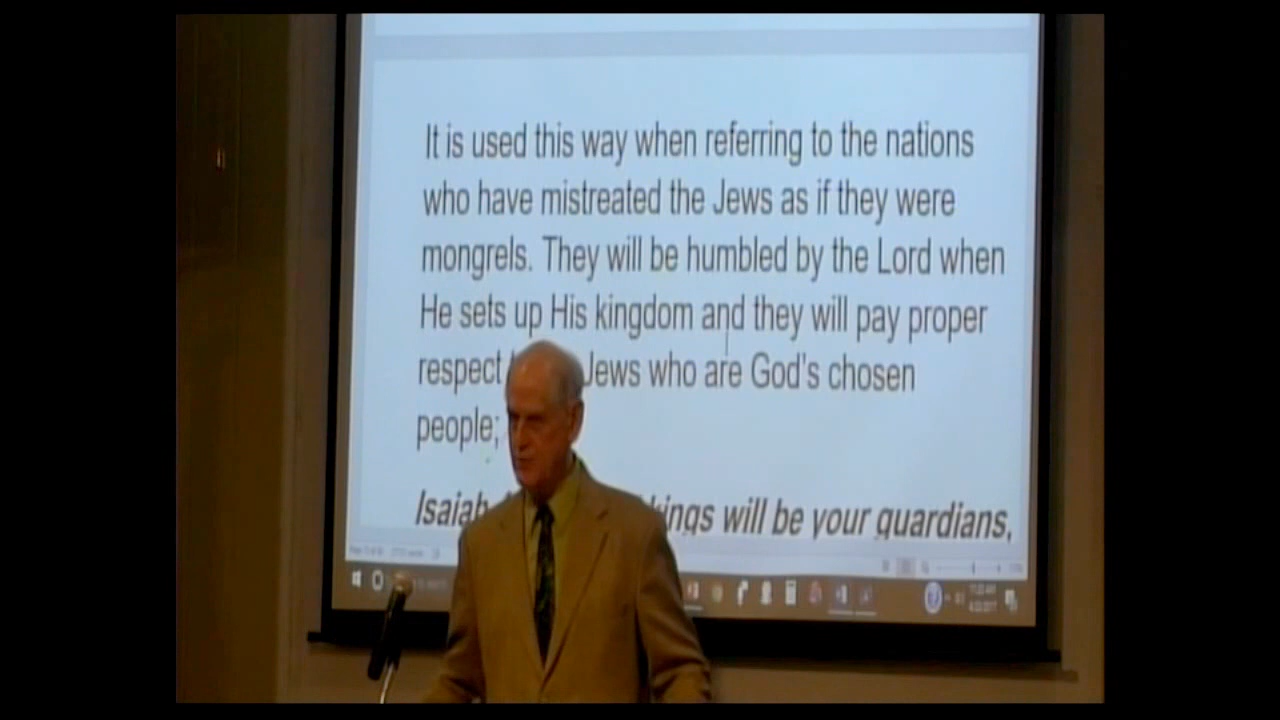 It is used this way when referring to the nations
who have mistreated the Jews as if they were
mongrels. They will be humbled by the Lord when
He sets up His kingdom and they will pay proper
respect Jews who are God's chosen
people;
Isaiah kings will be your guardians,